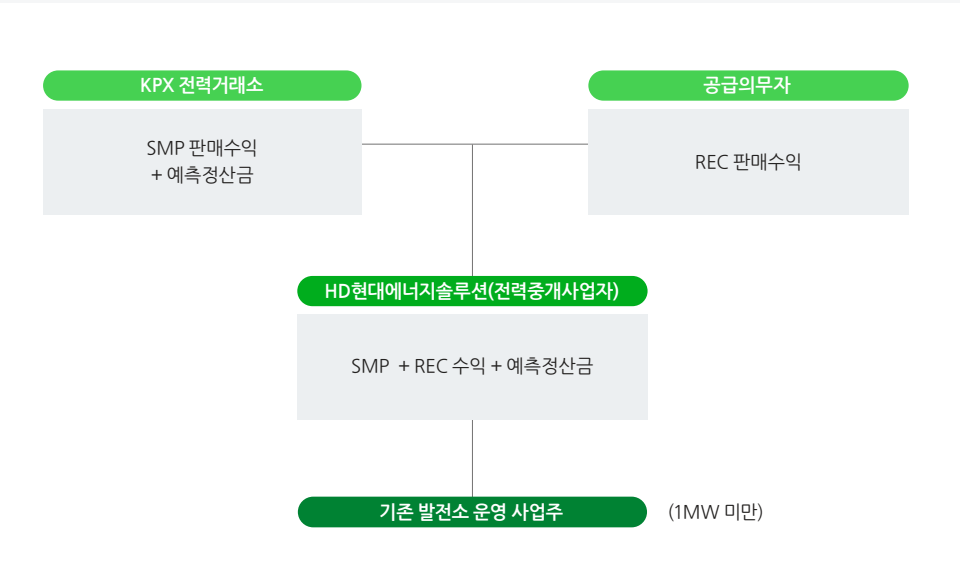 KPX 전력거래소
공급의무자
SMP 판매수익
+ 예측정산금
REC 판매수익
HD현대에너지솔루션(전력중개사업자)
SMP + REC 수익 + 예측정산금
기존 발전소 운영 사업주
(1MW 미만)